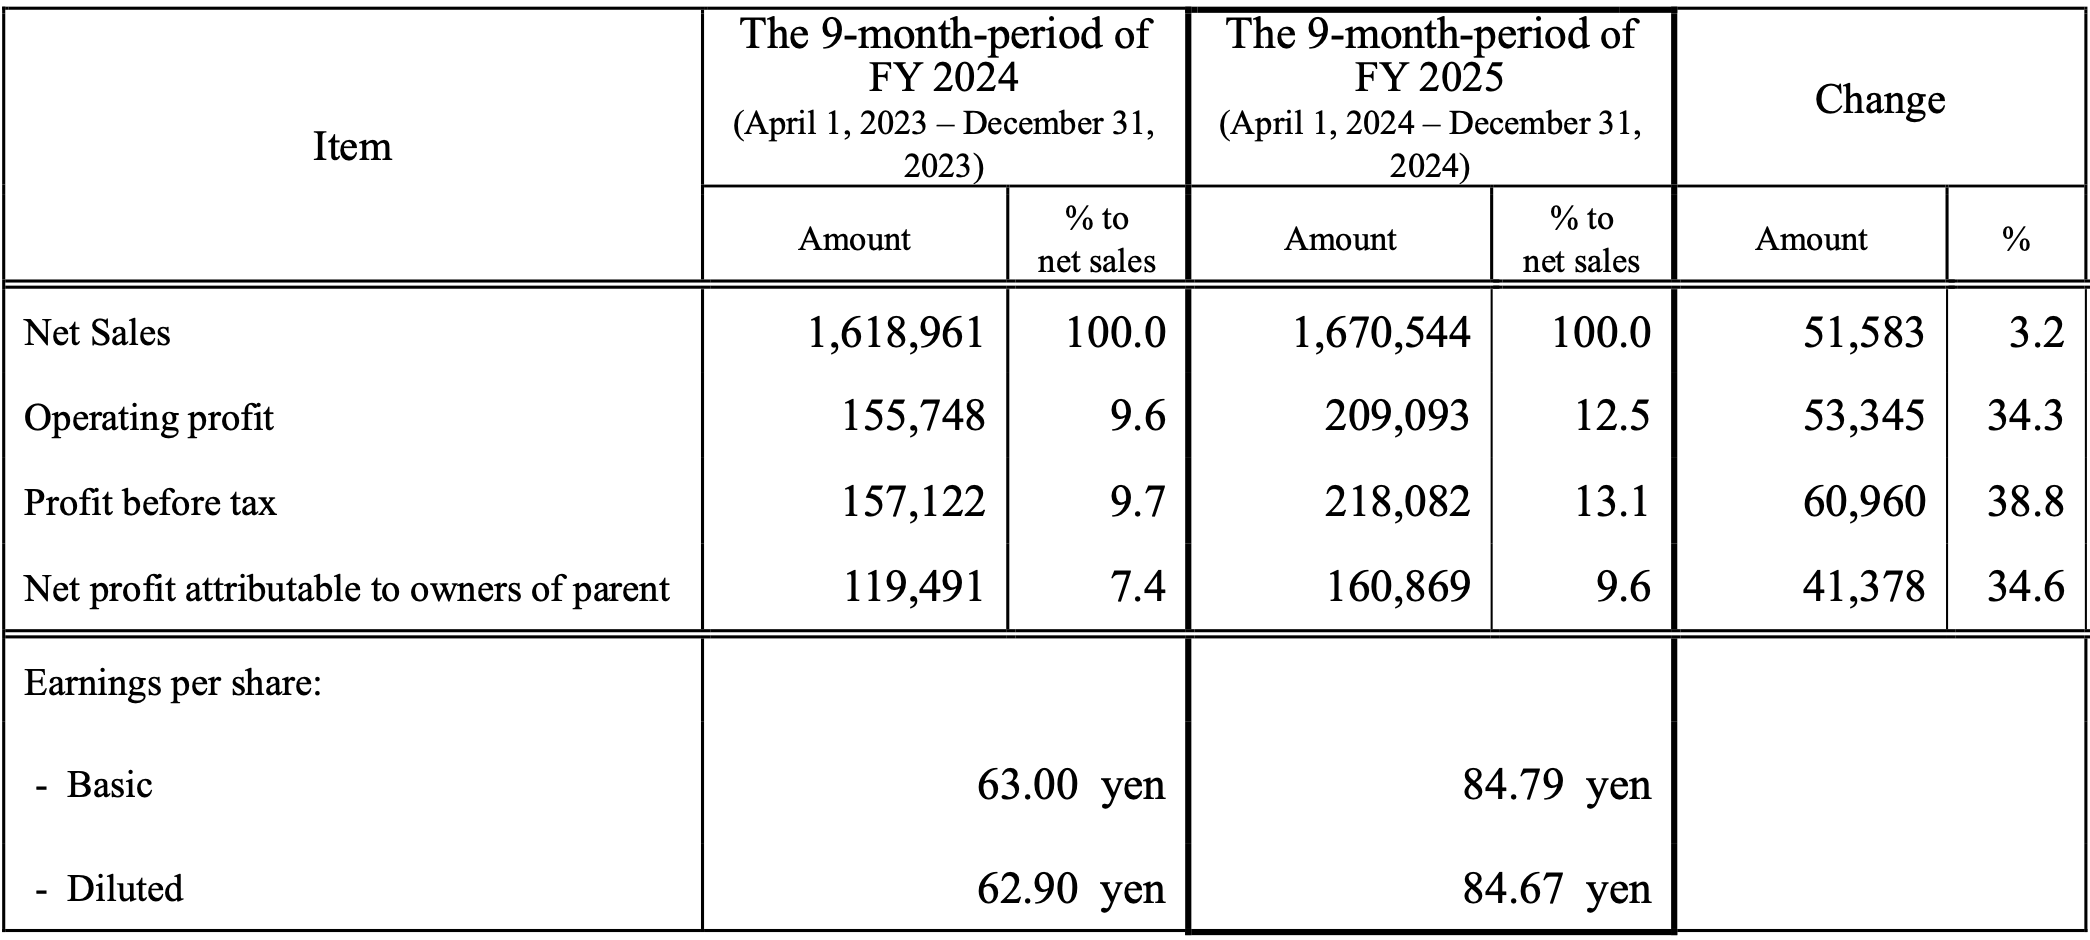 Item
The 9-month-period of
FY 2024
(April 1, 2023 – December 31,
2023)
The 9-month-period of
FY 2025
(April 1, 2024 – December 31,
2024)
Change
Amount
% to
net sales
Amount
% to
net sales
Amount
%
Net Sales 1,618,961 100.0 1,670,544 100.0 51,583 3.2
Operating profit 155,748 9.6 209,093 12.5 53,345 34.3
Profit before tax 157,122 9.7 218,082 13.1 60,960 38.8
Net profit attributable to owners of parent 119,491 7.4 160,869 9.6 41,378 34.6
Earnings per share:
- Basic 63.00 yen 84.79 yen
- Diluted 62.90 yen 84.67 yen